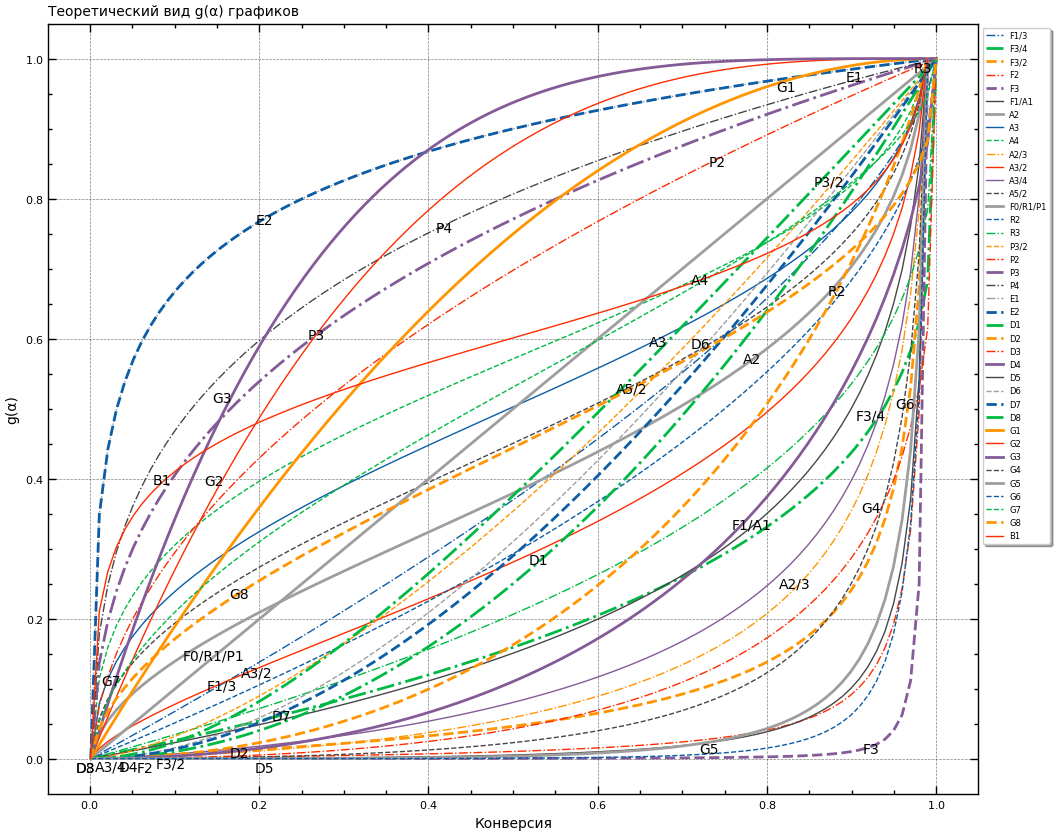 Теоретический вид g(α) графиков
1.0
0.8
0.6
0.4
0.2
0.0
g(α)
0.0
0.2
0.4
0.6
0.8
1.0
Конверсия
R3
E1
G1
P2
P3/2
E2
P4
A4
R2
P3
A3
D6
A2
A5/2
G3
G6
F3/4
B1
G2
G4
F1/A1
D1
A2/3
G8
F0/R1/P1
A3/2
G7
F1/3
D7
D2
G5
F3
F3/2
A3/4
D4
F2
D5
F1/3
F3/4
F3/2
F2
F3
F1/A1
A2
A3
A4
A2/3
A3/2
A3/4
A5/2
F0/R1/P1
R2
R3
P3/2
P2
P3
P4
E1
E2
D1
D2
D3
D4
D5
D6
D7
D8
G1
G2
G3
G4
G5
G6
G7
G8
B1